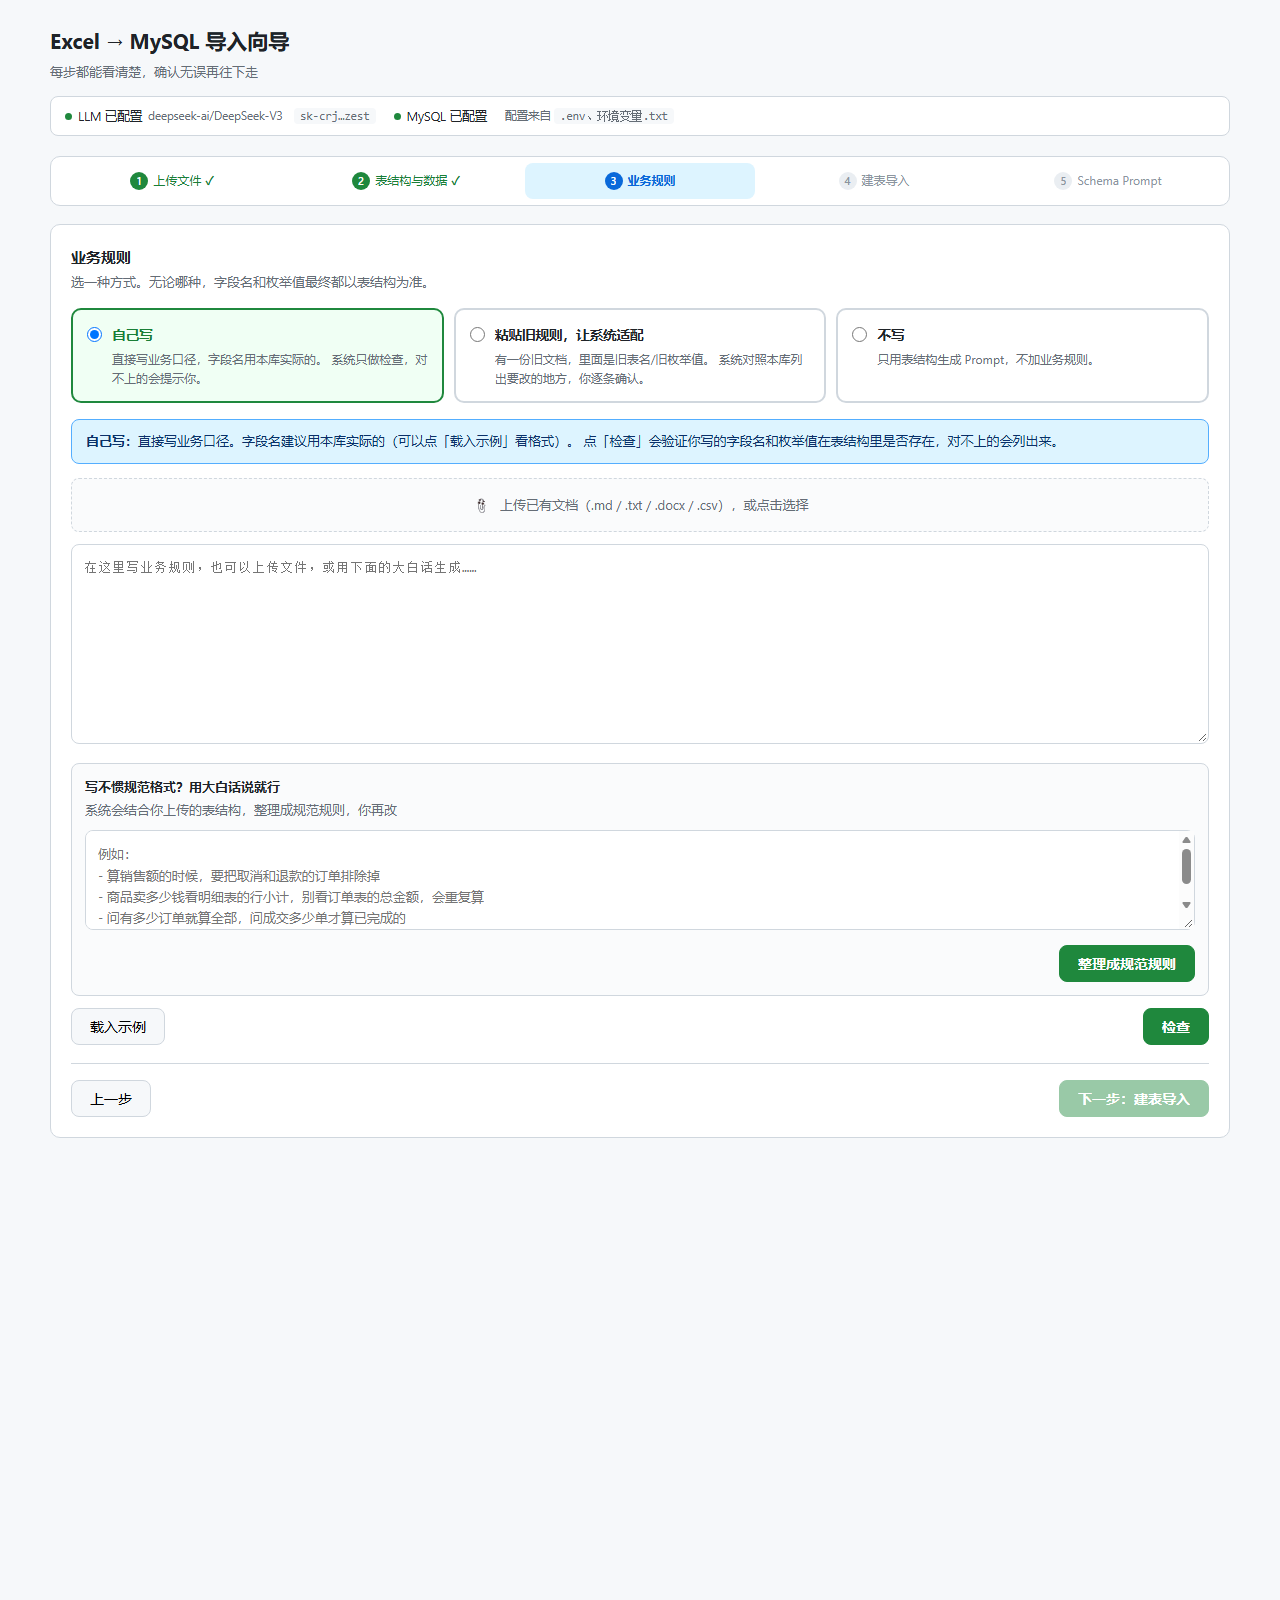 Excel → MySQL 导入向导
每步都能看清楚，确认无误再往下走
LLM 已配置 deepseek-ai/DeepSeek-V3 sk-crj…zest MySQL 已配置 配置来自 .env、环境变量.txt
1 上传文件 ✓ 2 表结构与数据 ✓ 3 业务规则 4 建表导入 5 Schema Prompt
业务规则
选一种方式。无论哪种，字段名和枚举值最终都以表结构为准。
自己写
直接写业务口径，字段名用本库实际的。 系统只做检查，对
不上的会提示你。
粘贴旧规则，让系统适配
有一份旧文档，里面是旧表名/旧枚举值。 系统对照本库列
出要改的地方，你逐条确认。
不写
只用表结构生成 Prompt，不加业务规则。
自己写：直接写业务口径。字段名建议用本库实际的（可以点「载入示例」看格式）。 点「检查」会验证你写的字段名和枚举值在表结构里是否存在，对不上的会列出来。
上传已有文档（.md / .txt / .docx / .csv），或点击选择
在这里写业务规则，也可以上传文件，或用下面的大白话生成……
写不惯规范格式？用大白话说就行
系统会结合你上传的表结构，整理成规范规则，你再改
例如：
- 算销售额的时候，要把取消和退款的订单排除掉
- 商品卖多少钱看明细表的行小计，别看订单表的总金额，会重复算
- 问有多少订单就算全部，问成交多少单才算已完成的
整理成规范规则
载入示例
检查
上一步
下一步：建表导入